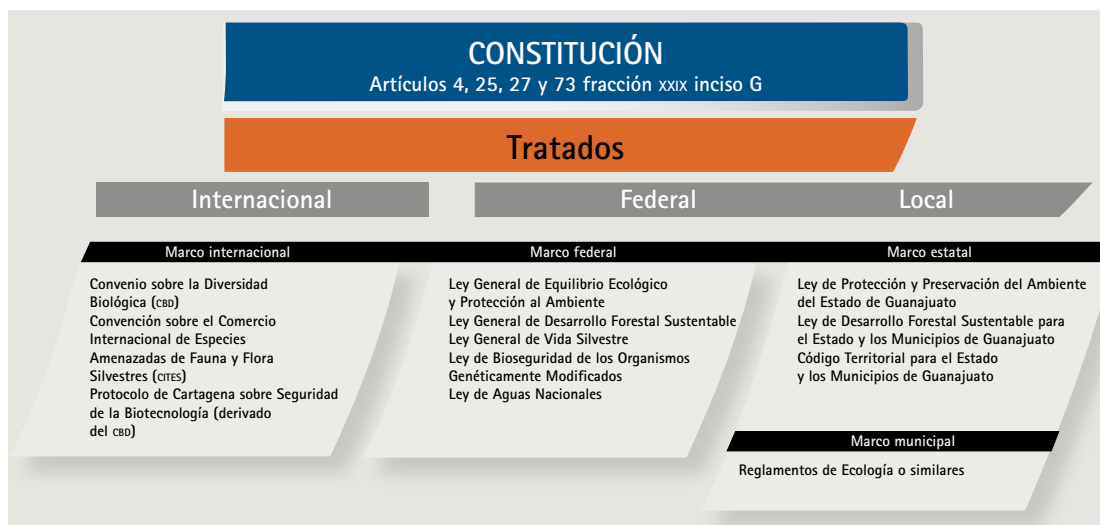 CONSTITUCIÓN
Artículos 4, 25, 27 y 73 fracción XXIX inciso G
Tratados
Internacional
Federal
Local
Marco internacional
Convenio sobre la Diversidad
Biológica (CBD)
Convención sobre el Comercio
Internacional de Especies
Amenazadas de Fauna y Flora
Silvestres (CITES)
Protocolo de Cartagena sobre Seguridad
de la Biotecnología (derivado
del CBD)
Marco federal
Ley General de Equilibrio Ecológico
y Protección al Ambiente
Ley General de Desarrollo Forestal Sustentable
Ley General de Vida Silvestre
Ley de Bioseguridad de los Organismos
Genéticamente Modificados
Ley de Aguas Nacionales
Marco estatal
Ley de Protección y Preservación del Ambiente
del Estado de Guanajuato
Ley de Desarrollo Forestal Sustentable para
el Estado y los Municipios de Guanajuato
Código Territorial para el Estado
y los Municipios de Guanajuato
Marco municipal
Reglamentos de Ecología o similares